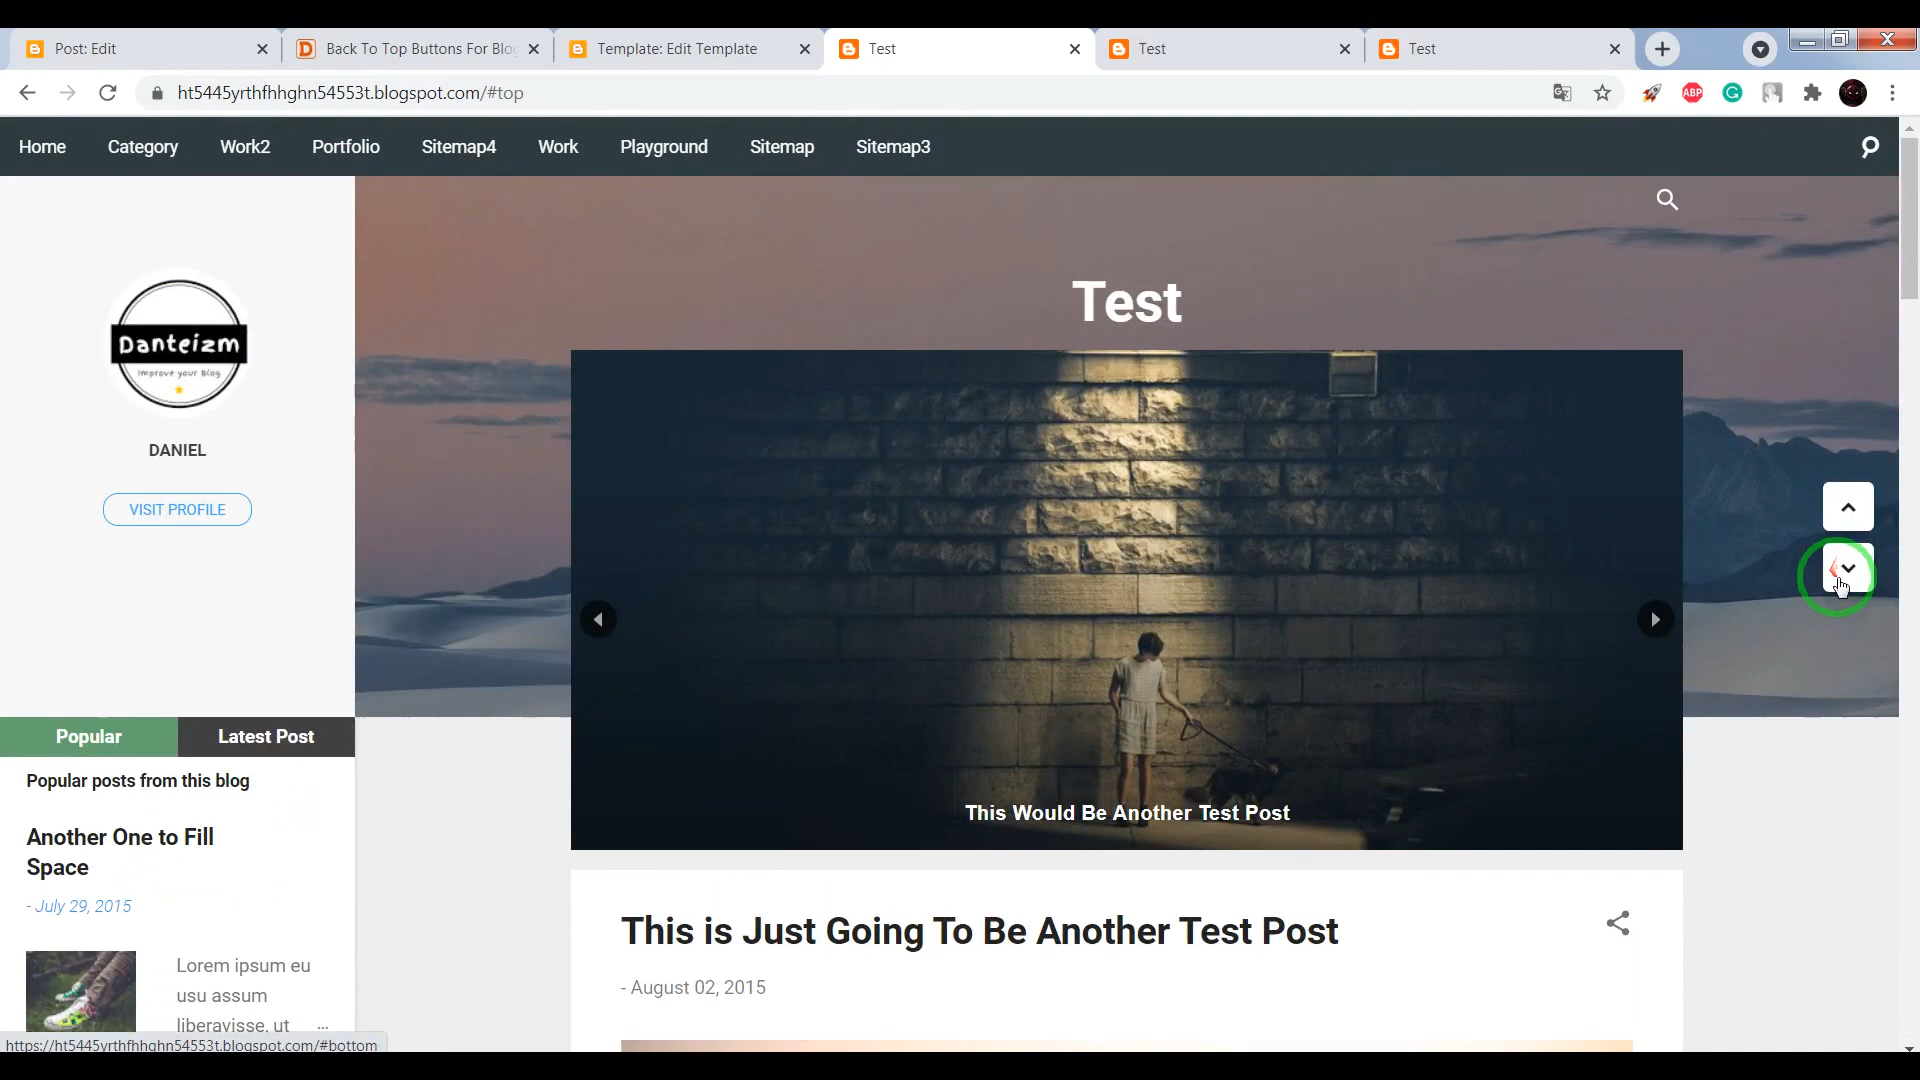 Post: Edit
Back To Top Buttons For Blo
Template: Edit Template
Test
Test
Test
ht5445yrthfhhghn54553t.blogspot.com/#top
ABP
Home
Category
Work2
Portfolio
Sitemap4
Work
Playground
Sitemap
Sitemap3
Test
Danteizm
Improve your Blog
DANIEL
VISIT PROFILE
This Would Be Another Test Post
Popular
Latest Post
Popular posts from this blog
Another One to Fill
Space
- July 29, 2015
Lorem ipsum eu
usu assum
liberavisse, ut ...
This is Just Going To Be Another Test Post
- August 02, 2015
https://ht5445yrthfhhghn54553t.blogspot.com/#bottom